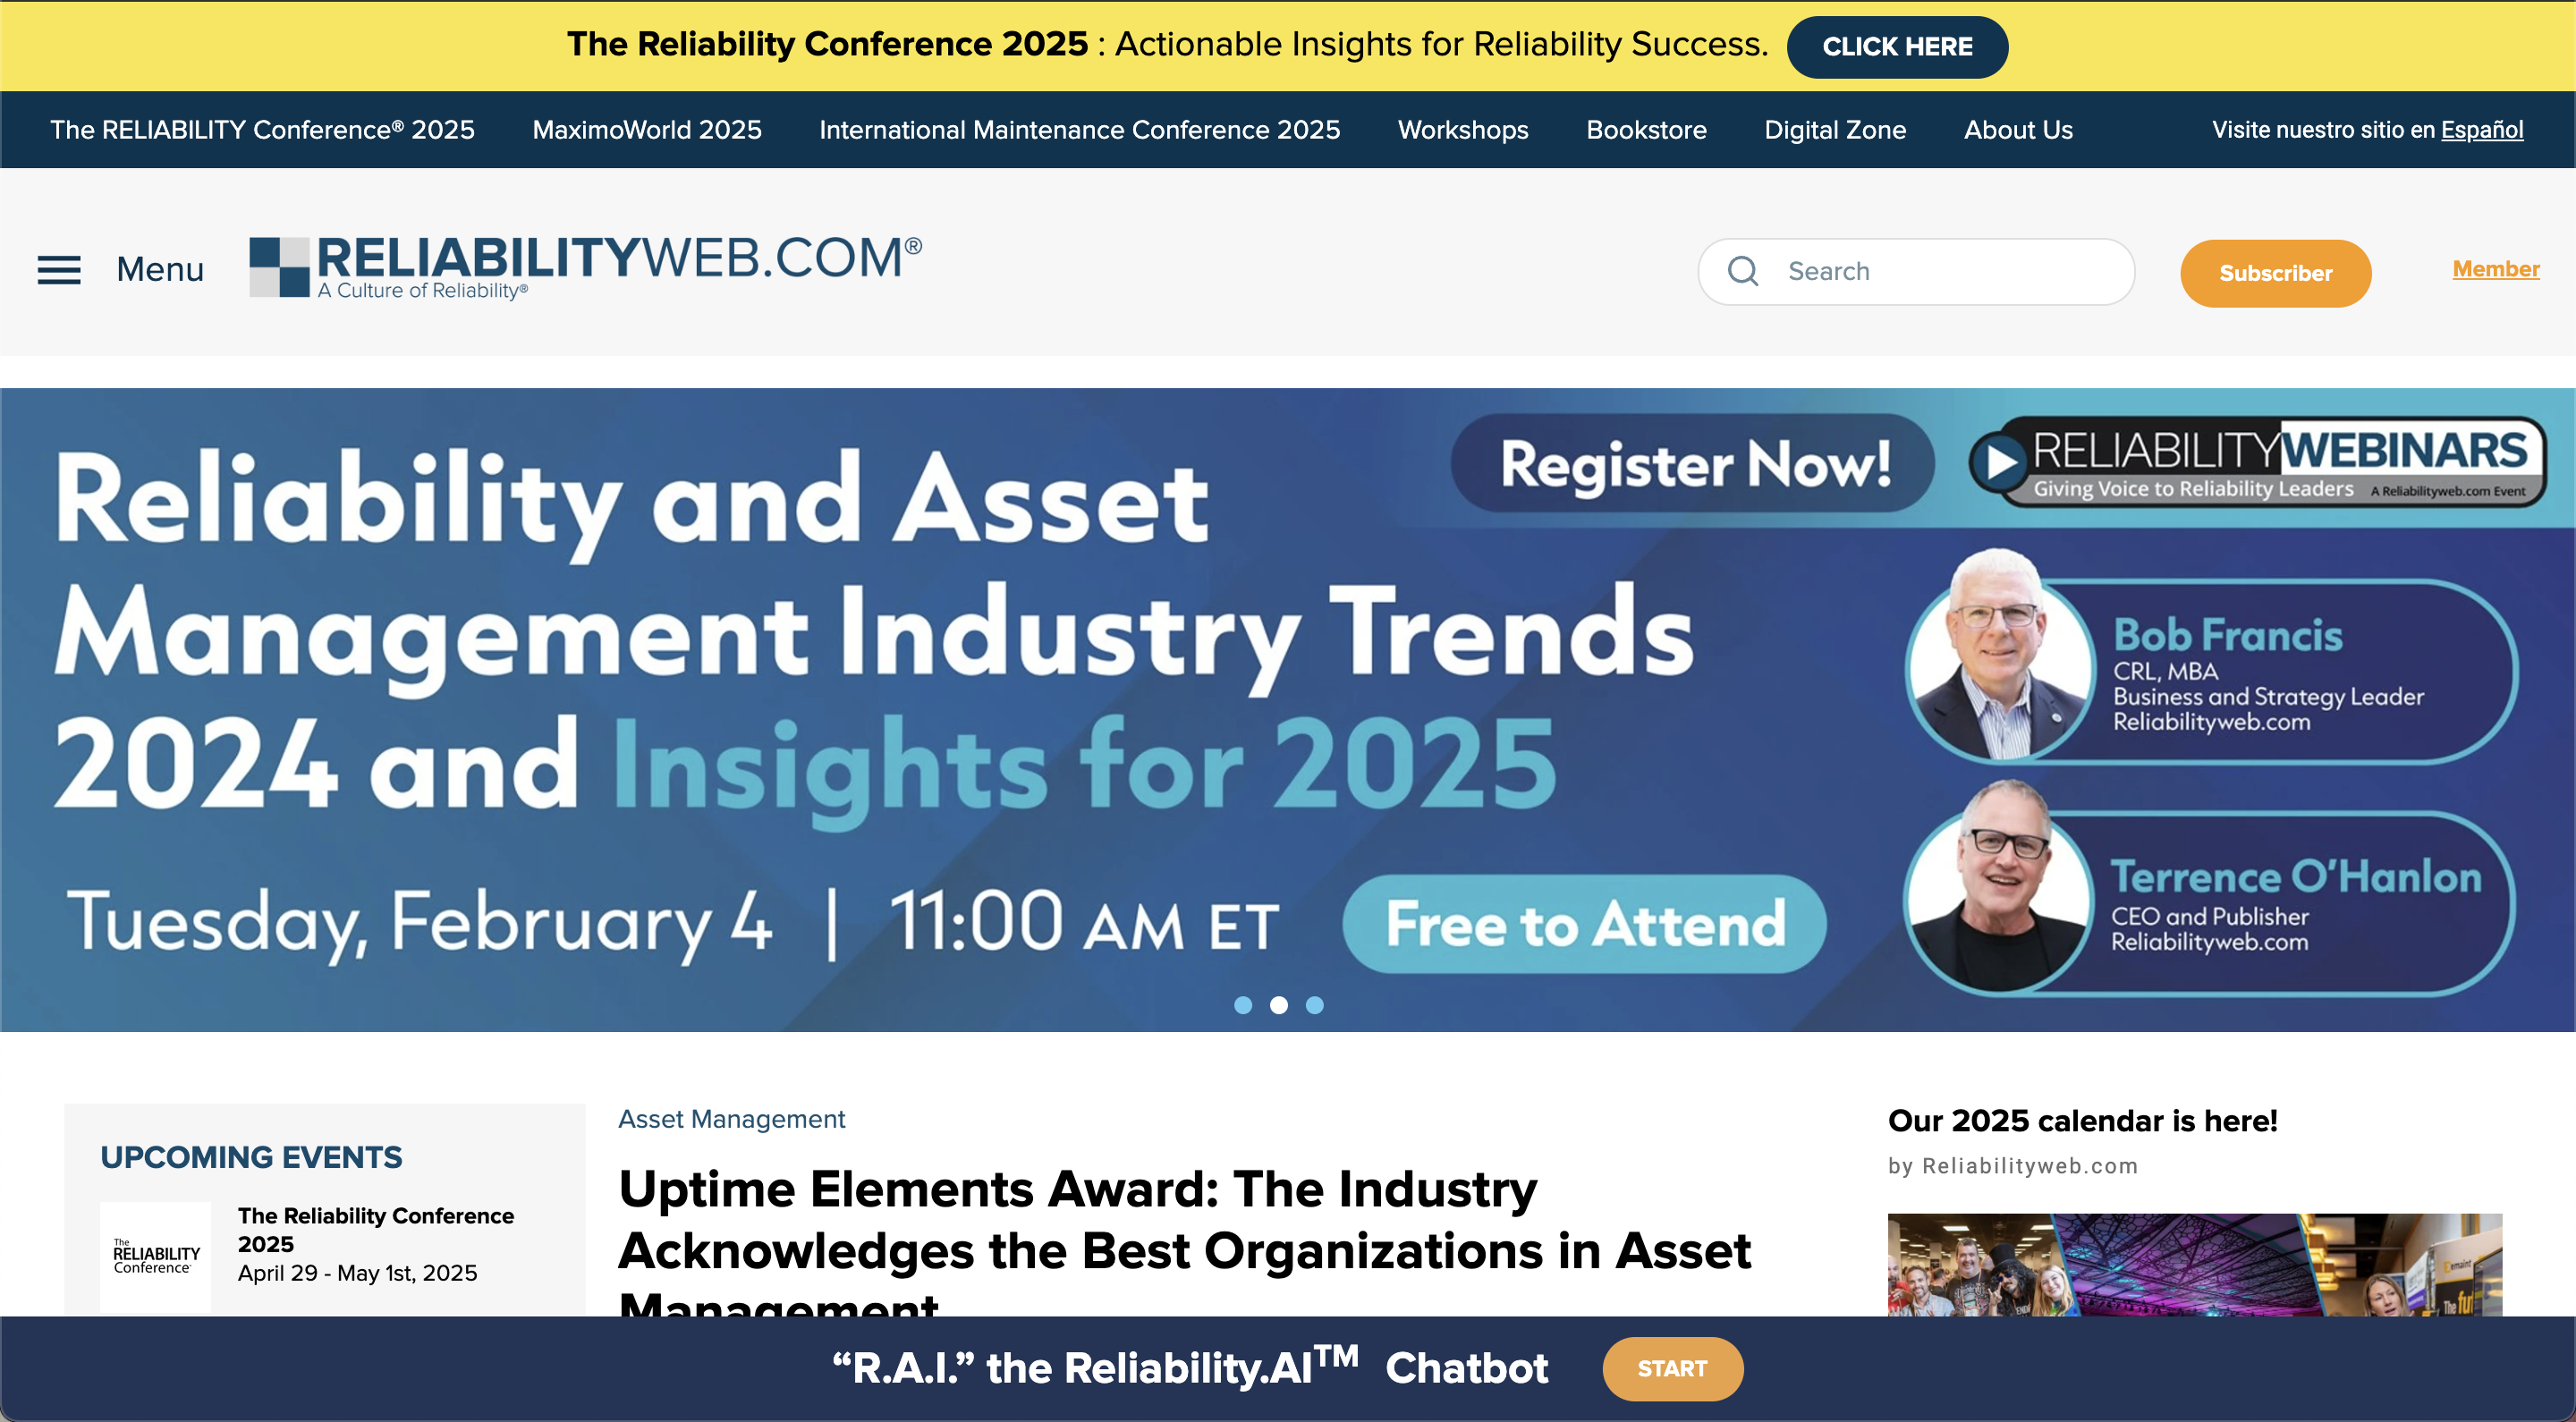 The Reliability Conference 2025 : Actionable Insights for Reliability Success. CLICK HERE
The RELIABILITY Conference® 2025 MaximoWorld 2025 International Maintenance Conference 2025 Workshops Bookstore Digital Zone About Us Visite nuestro sitio en Español
Menu
RELIABILITYWEB.COM®
A Culture of Reliability®
Search
Subscriber
Member
Reliability and Asset
Management Industry Trends
2024 and Insights for 2025
Tuesday, February 4 | 11:00 AM ET
Free to Attend
Register Now!
RELIABILITYWEBINARS
Giving Voice to Reliability Leaders A Reliabilityweb.com Event
Bob Francis
CRL, MBA
Business and Strategy Leader
Reliabilityweb.com
Terrence O'Hanlon
CEO and Publisher
Reliabilityweb.com
UPCOMING EVENTS
The
RELIABILITY
Conference
The Reliability Conference
2025
April 29 - May 1st, 2025
Asset Management
Uptime Elements Award: The Industry
Acknowledges the Best Organizations in Asset
Management
Our 2025 calendar is here!
by Reliabilityweb.com
emaint
The fu
“R.A.I.” the Reliability.AI™ Chatbot START